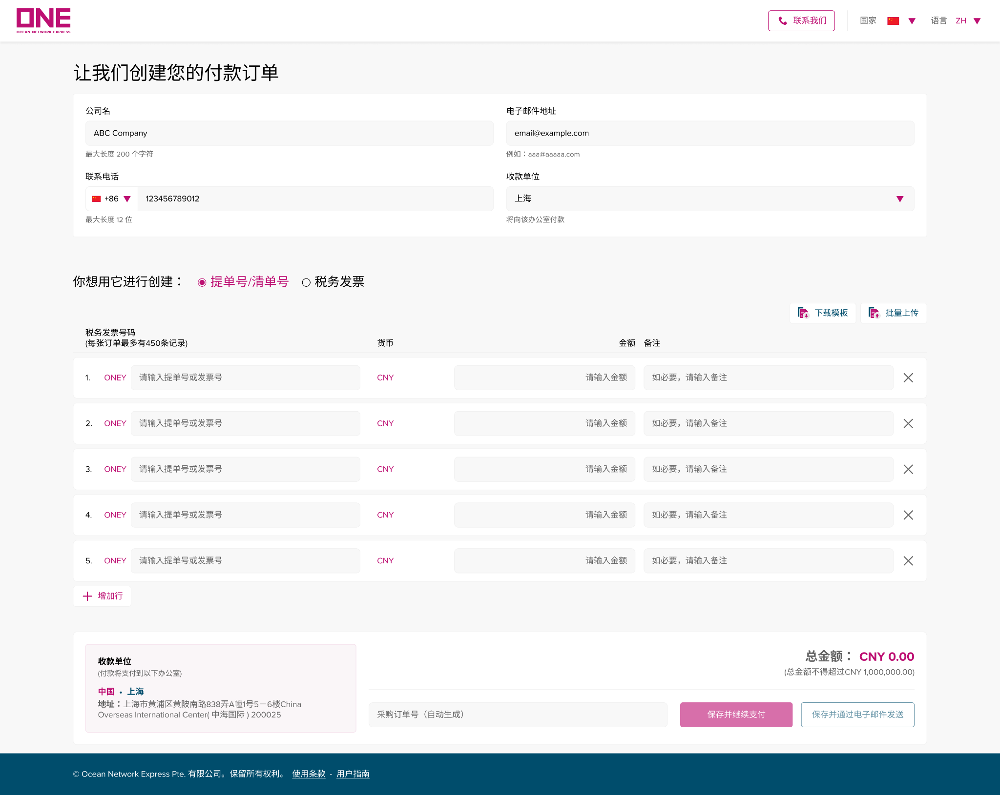 ONE
OCEAN NETWORK EXPRESS
联系我们
国家
语言 ZH
让我们创建您的付款订单
公司名
ABC Company
最大长度 200 个字符
电子邮件地址
email@example.com
例如：aaa@aaaaa.com
联系电话
+86 123456789012
最大长度 12 位
收款单位
上海
将向该办公室付款
你想用它进行创建： 提单号/清单号 税务发票
下载模板 批量上传
税务发票号码
(每张订单最多有450条记录) 货币 金额 备注
1. ONEY 请输入提单号或发票号 CNY 请输入金额 如必要，请输入备注
2. ONEY 请输入提单号或发票号 CNY 请输入金额 如必要，请输入备注
3. ONEY 请输入提单号或发票号 CNY 请输入金额 如必要，请输入备注
4. ONEY 请输入提单号或发票号 CNY 请输入金额 如必要，请输入备注
5. ONEY 请输入提单号或发票号 CNY 请输入金额 如必要，请输入备注
增加行
收款单位
(付款将支付到以下办公室)
中国 • 上海
地址：上海市黄浦区黄陂南路838弄A幢1号5－6楼China
Overseas International Center( 中海国际 ) 200025
总金额： CNY 0.00
(总金额不得超过CNY 1,000,000.00)
采购订单号（自动生成） 保存并继续支付 保存并通过电子邮件发送
© Ocean Network Express Pte. 有限公司。保留所有权利。 使用条款 - 用户指南